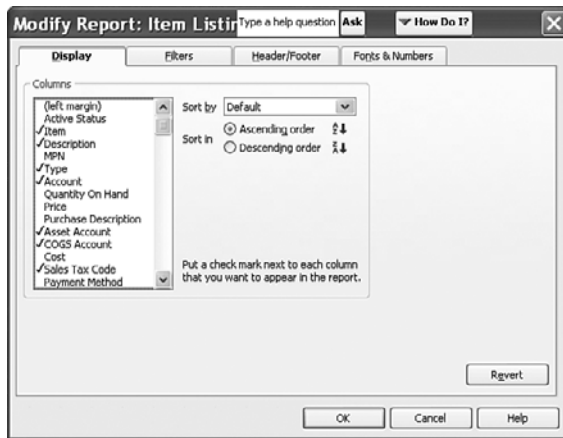 Modify Report: Item Listin
Type a help question Ask
How Do I?
Display
Filters
Header/Footer
Fonts & Numbers
Columns
(left margin)
Active Status
Item
Description
MPN
Type
Account
Quantity On Hand
Price
Purchase Description
Asset Account
COGS Account
Cost
Sales Tax Code
Payment Method
Sort by Default
Sort in
Ascending order
Descending order
Put a check mark next to each column
that you want to appear in the report.
Revert
OK
Cancel
Help